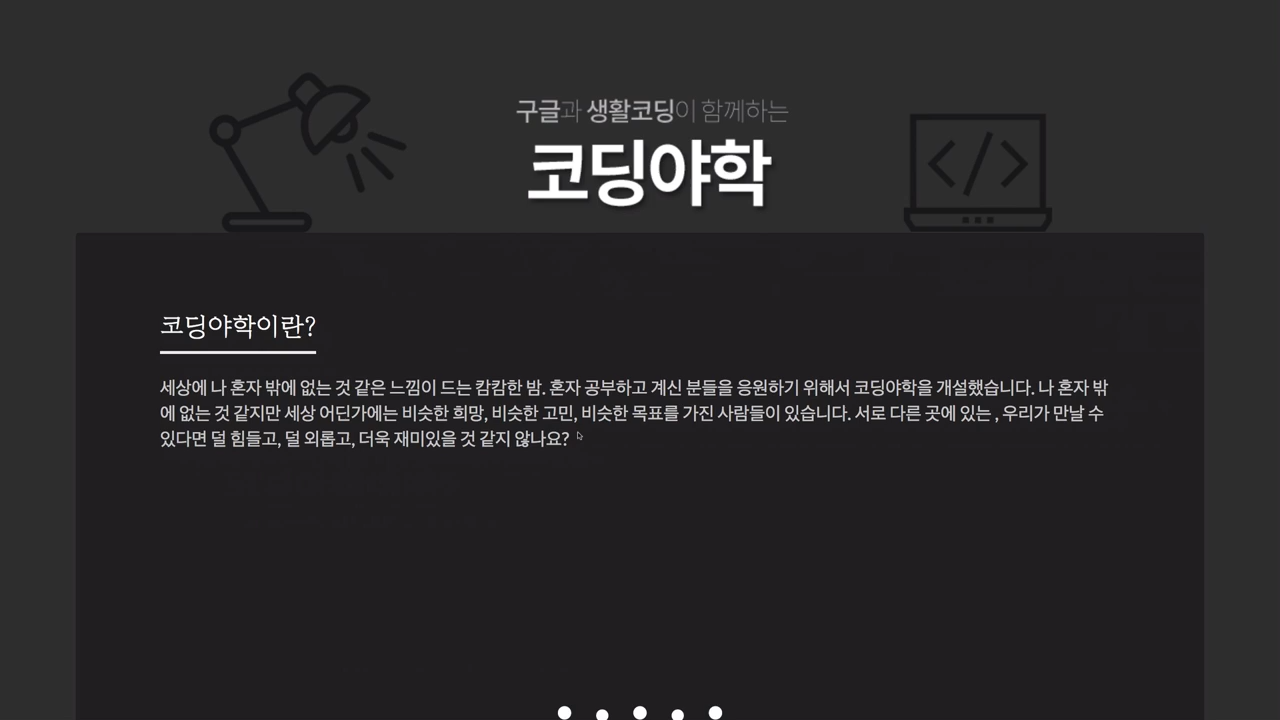 구글과 생활코딩이 함께하는
코딩야학
</>
코딩야학이란?
세상에 나 혼자 밖에 없는 것 같은 느낌이 드는 캄캄한 밤. 혼자 공부하고 계신 분들을 응원하기 위해서 코딩야학을 개설했습니다. 나 혼자 밖
에 없는 것 같지만 세상 어딘가에는 비슷한 희망, 비슷한 고민, 비슷한 목표를 가진 사람들이 있습니다. 서로 다른 곳에 있는 , 우리가 만날 수
있다면 덜 힘들고, 덜 외롭고, 더욱 재미있을 것 같지 않나요?